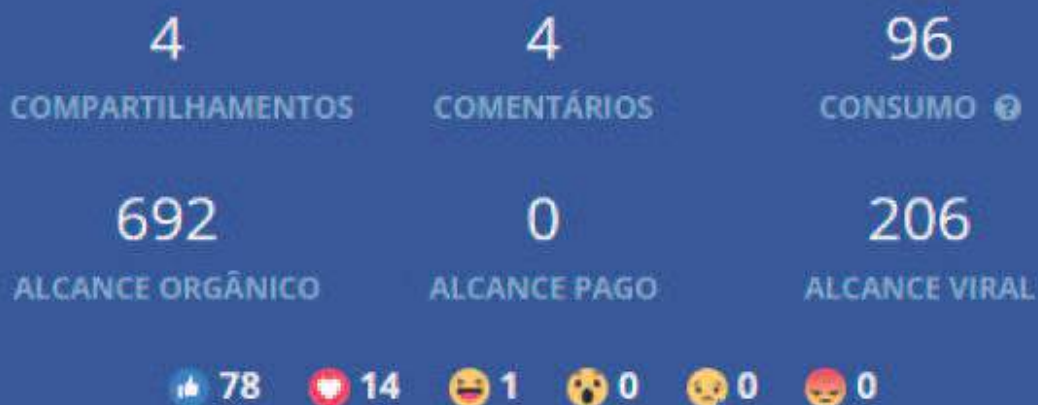 4 4 96
COMPARTILHAMENTOS COMENTÁRIOS CONSUMO ?
692 0 206
ALCANCE ORGÂNICO ALCANCE PAGO ALCANCE VIRAL
78 14 1 0 0 0